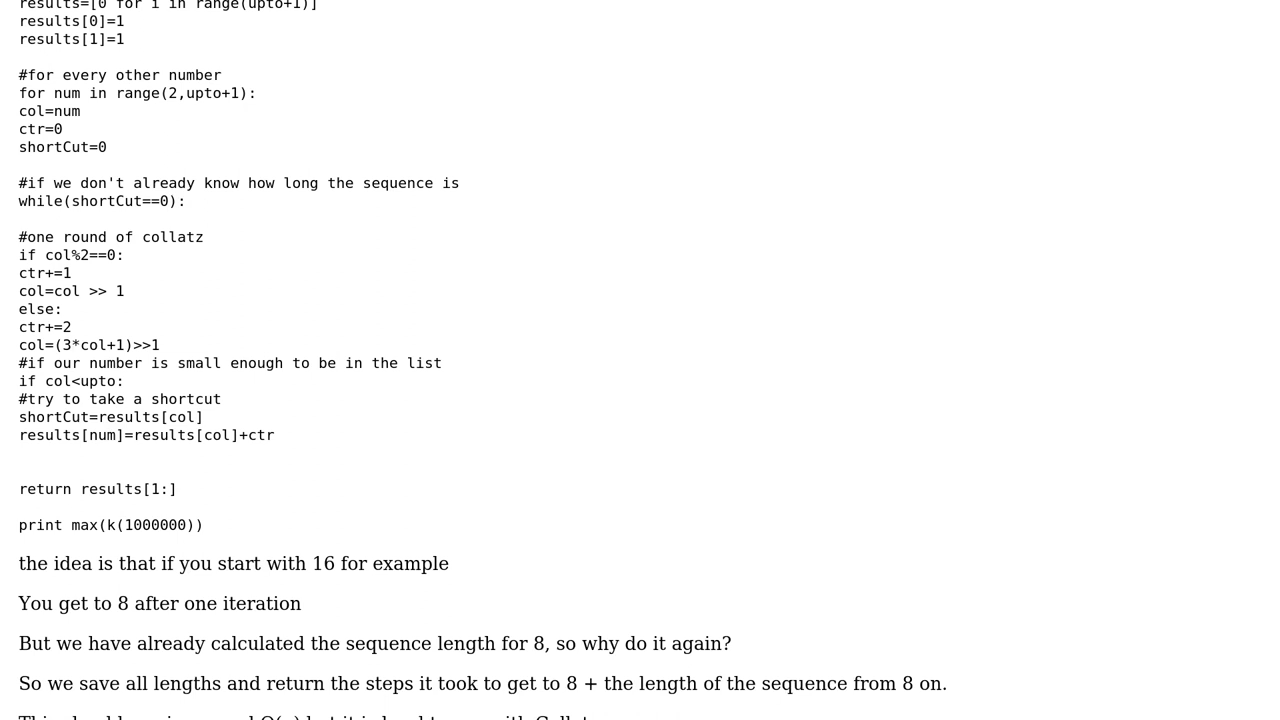 results=[0 for i in range(upto+1)]
results[0]=1
results[1]=1
#for every other number
for num in range(2,upto+1):
col=num
ctr=0
shortCut=0
#if we don't already know how long the sequence is
while(shortCut==0):
#one round of collatz
if col%2==0:
ctr+=1
col=col >> 1
else:
ctr+=2
col=(3*col+1)>>1
#if our number is small enough to be in the list
if col<upto:
#try to take a shortcut
shortCut=results[col]
results[num]=results[col]+ctr
return results[1:]
print max(k(1000000))
the idea is that if you start with 16 for example
You get to 8 after one iteration
But we have already calculated the sequence length for 8, so why do it again?
So we save all lengths and return the steps it took to get to 8 + the length of the sequence from 8 on.